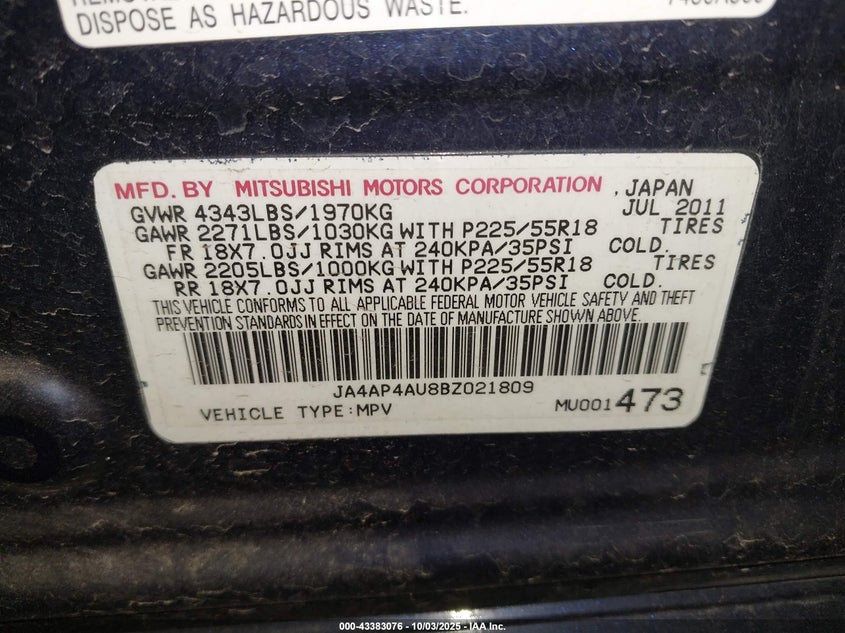 DISPOSE AS HAZARDOUS WASTE.
MFD. BY MITSUBISHI MOTORS CORPORATION , JAPAN
GVWR 4343LBS/1970KG JUL 2011
GAWR 2271LBS/1030KG WITH P225/55R18 TIRES
FR 18X7.0JJ RIMS AT 240KPA/35PSI COLD.
GAWR 2205LBS/1000KG WITH P225/55R18 TIRES
RR 18X7.0JJ RIMS AT 240KPA/35PSI COLD.
THIS VEHICLE CONFORMS TO ALL APPLICABLE FEDERAL MOTOR VEHICLE SAFETY AND THEFT
PREVENTION STANDARDS IN EFFECT ON THE DATE OF MANUFACTURE SHOWN ABOVE.
JA4AP4AU8BZ021809
VEHICLE TYPE:MPV MU001473
000-43383076 - 10/03/2025 - IAA Inc.